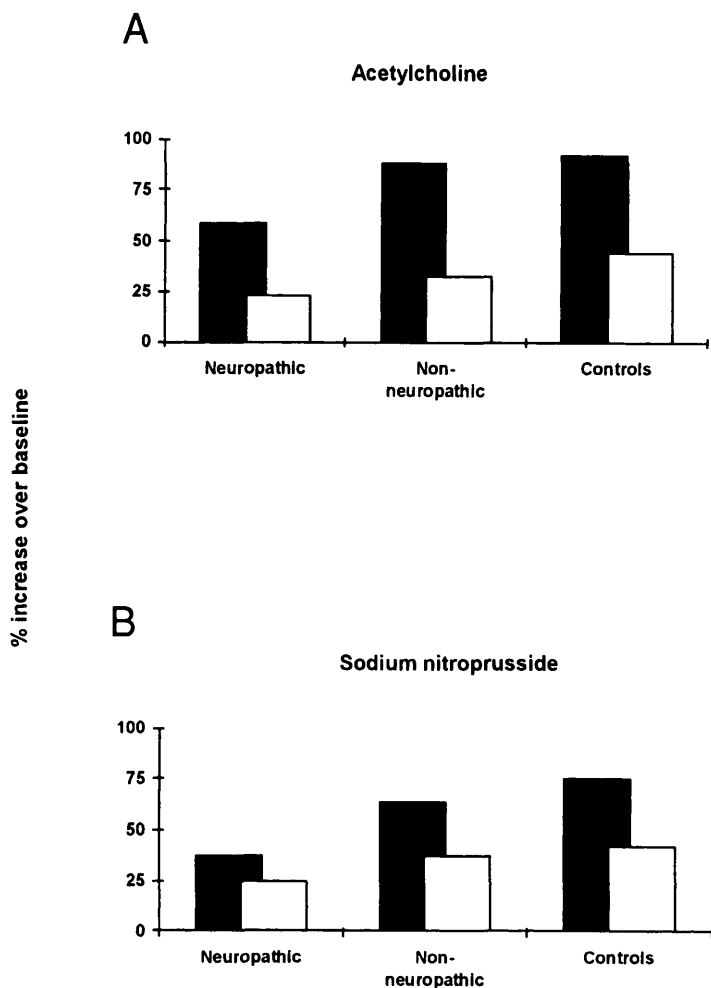 A
Acetylcholine
100
75
50
25
0
Neuropathic
Non-
neuropathic
Controls
% increase over baseline
B
Sodium nitroprusside
100
75
50
25
0
Neuropathic
Non-
neuropathic
Controls